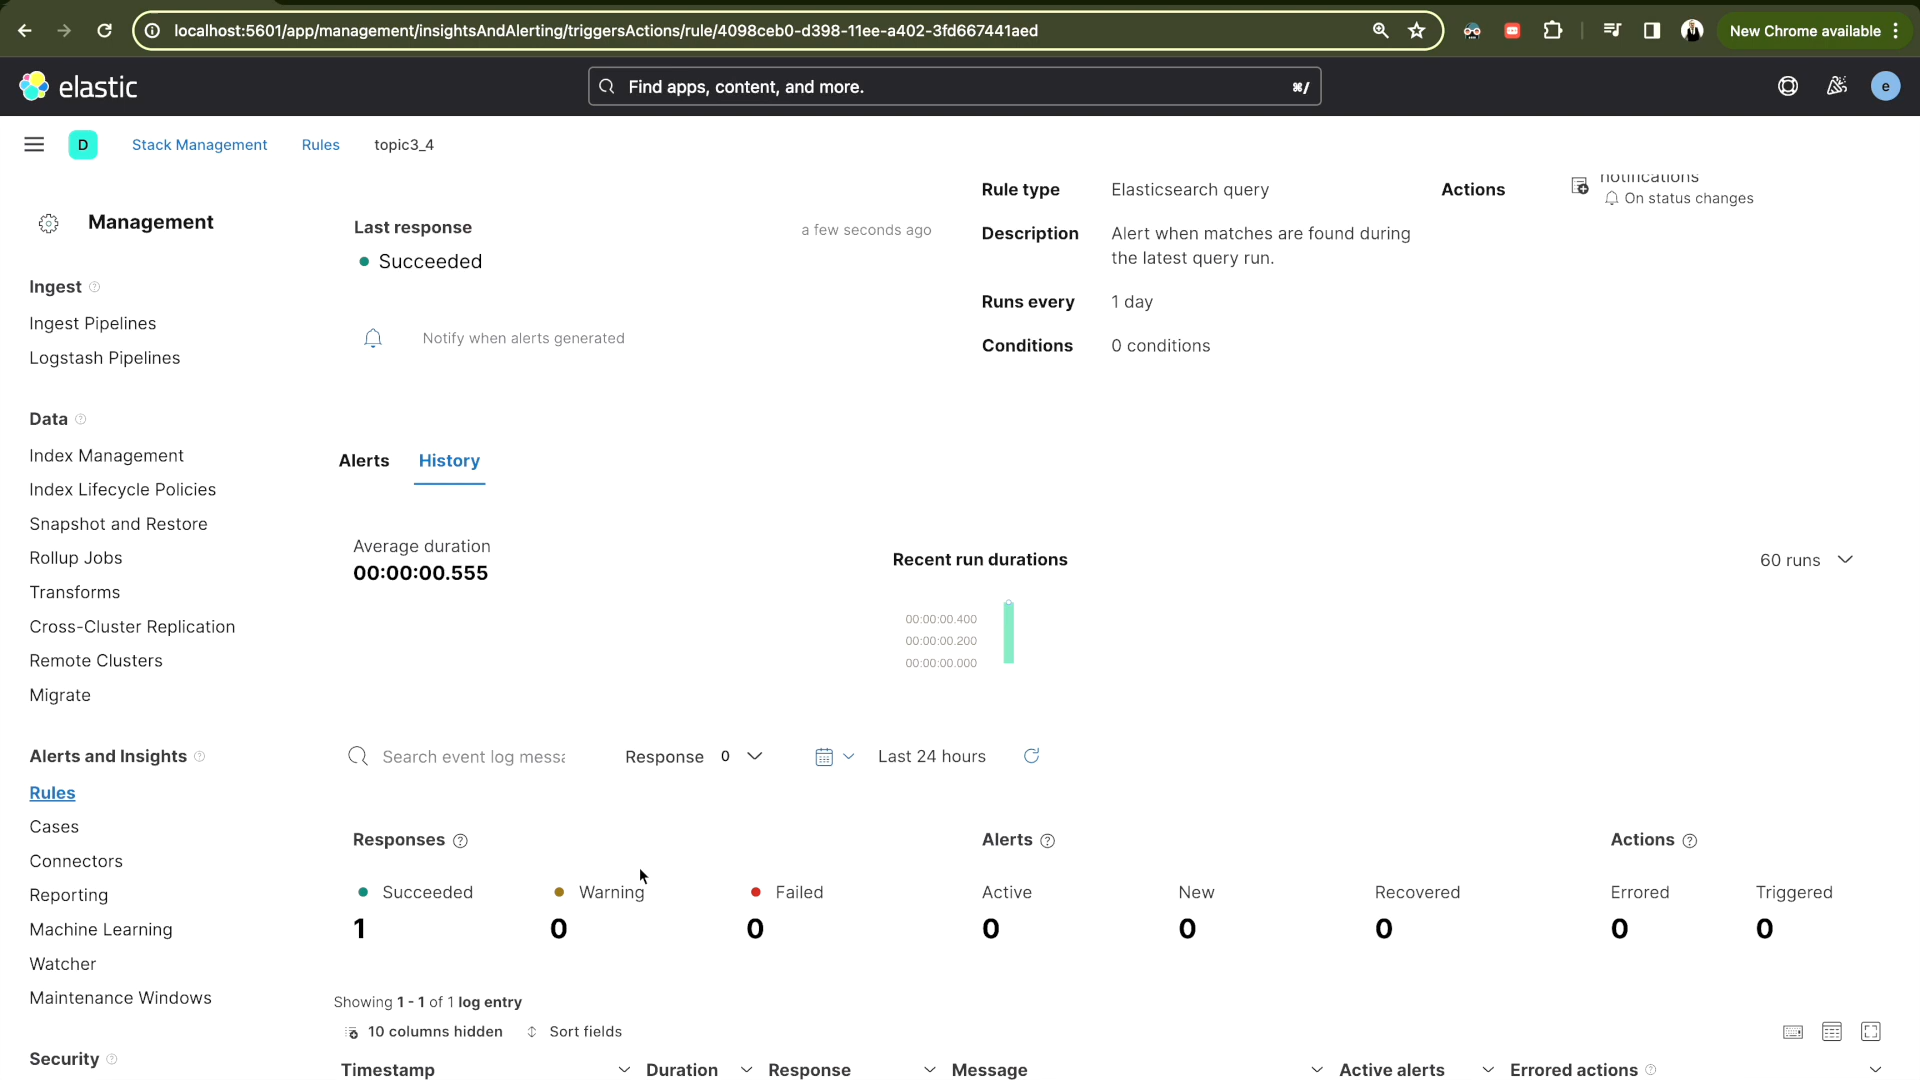 localhost:5601/app/management/insightsAndAlerting/triggersActions/rule/4098ceb0-d398-11ee-a402-3fd667441aed
New Chrome available
elastic
Find apps, content, and more.
⌘/
e
D
Stack Management
Rules
topic3_4
Management
Ingest
Ingest Pipelines
Logstash Pipelines
Data
Index Management
Index Lifecycle Policies
Snapshot and Restore
Rollup Jobs
Transforms
Cross-Cluster Replication
Remote Clusters
Migrate
Alerts and Insights
Rules
Cases
Connectors
Reporting
Machine Learning
Watcher
Maintenance Windows
Security
Last response
a few seconds ago
Succeeded
Notify when alerts generated
Rule type
Elasticsearch query
Description
Alert when matches are found during
the latest query run.
Runs every
1 day
Conditions
0 conditions
Actions
notifications
On status changes
Alerts
History
Average duration
00:00:00.555
Recent run durations
60 runs
00:00:00.400
00:00:00.200
00:00:00.000
Search event log messa
Response 0
Last 24 hours
Responses
Succeeded
1
Warning
0
Failed
0
Alerts
Active
0
New
0
Recovered
0
Actions
Errored
0
Triggered
0
Showing 1 - 1 of 1 log entry
10 columns hidden
Sort fields
Timestamp
Duration
Response
Message
Active alerts
Errored actions